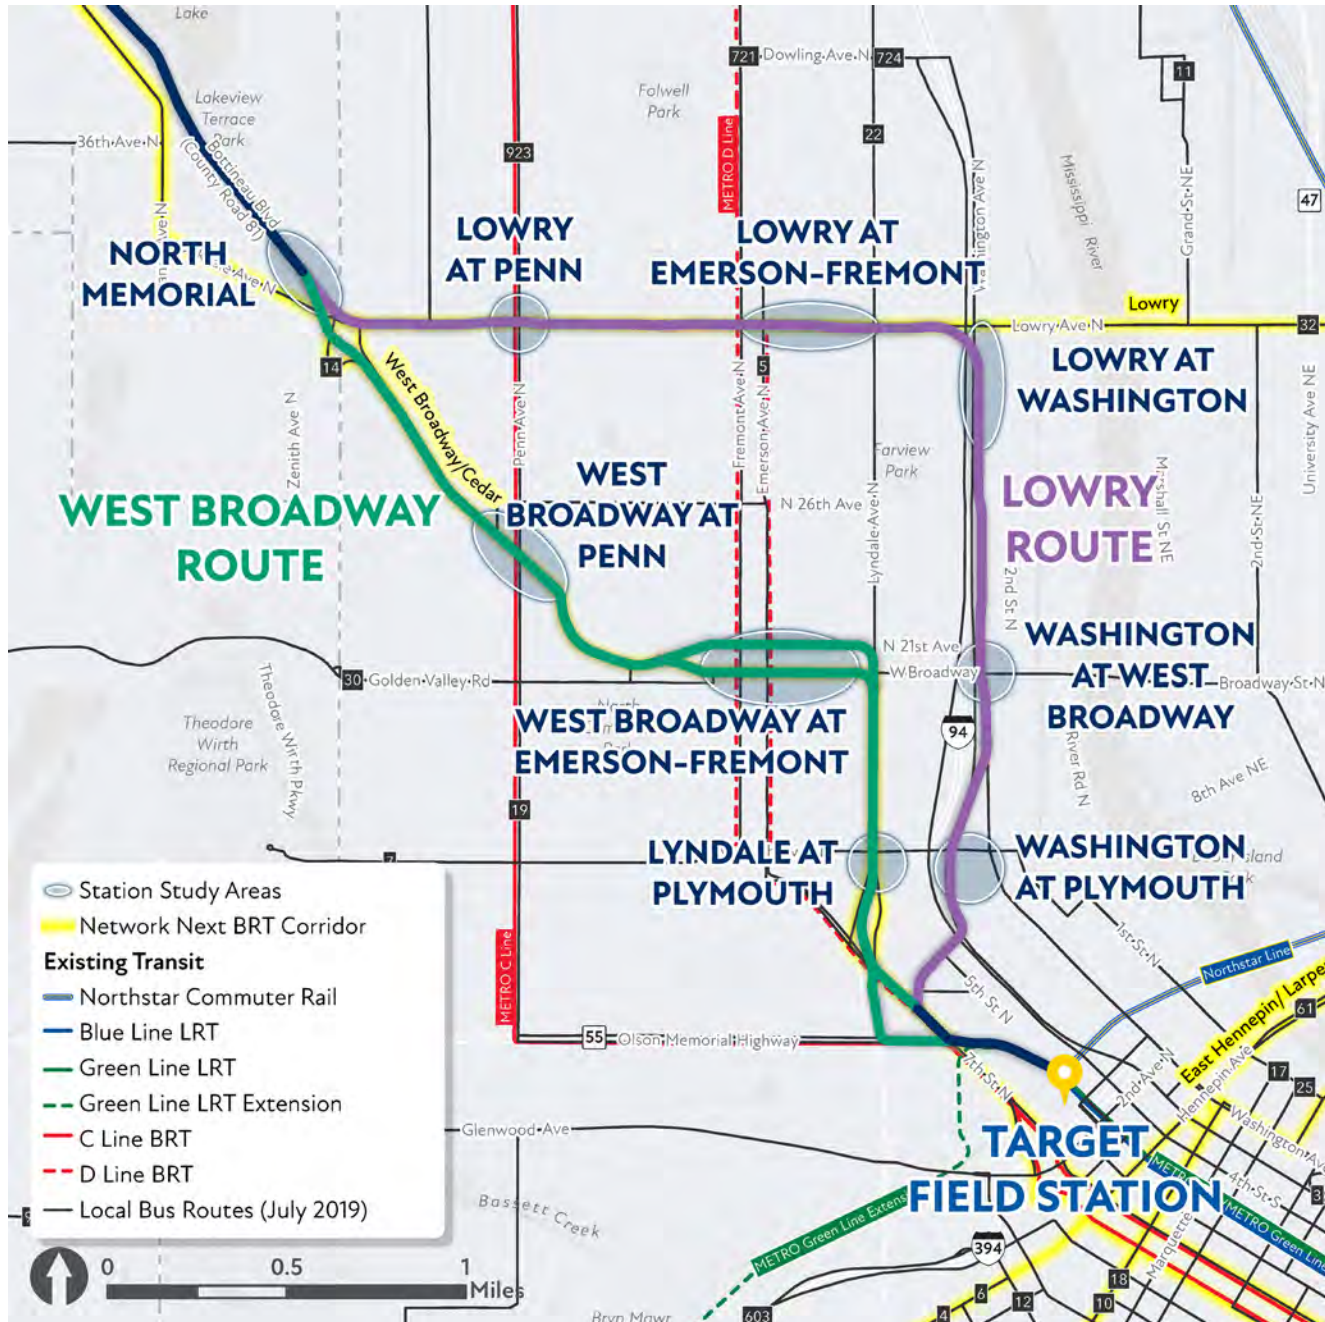 Lake
Lakeview
Terrace
Park
36th Ave N
Bottineau Blvd
(County Road 81)
923
Folwell
Park
721
Dowling Ave N
724
22
11
METRO D Line
Washington Ave N
Mississippi River
Grand St NE
47
NORTH
MEMORIAL
LOWRY
AT PENN
LOWRY AT
EMERSON-FREMONT
Lowry
Lowry Ave N
32
14
5
LOWRY AT
WASHINGTON
Zenith Ave N
West Broadway/Cedar
Penn Ave N
Fremont Ave N
Emerson Ave N
Lyndale Ave N
Farview
Park
University Ave NE
Marshall St NE
2nd St NE
2nd St N
WEST BROADWAY
ROUTE
WEST
BROADWAY AT
PENN
N 26th Ave
LOWRY
ROUTE
N 21st Ave
W Broadway
WASHINGTON
AT WEST
BROADWAY
Broadway St N
30
Golden Valley Rd
Theodore
Wirth
Regional Park
Theodore Wirth Pkwy
North
WEST BROADWAY AT
EMERSON-FREMONT
94
River Rd N
8th Ave NE
19
7
LYNDALE AT
PLYMOUTH
WASHINGTON
AT PLYMOUTH
1st St N
METRO C Line
5th St N
Northstar Line
55
Olson Memorial Highway
7th St N
2nd Ave N
East Hennepin/Larpe
Hennepin Ave
61
17
25
Washington Ave
Glenwood Ave
TARGET
FIELD STATION
METRO Green Line Extens
METRO Green Line
4th St S
3
Marquette
Bassett Creek
394
6
4
12
18
10
603
Bryn Mawr
Station Study Areas
Network Next BRT Corridor
Existing Transit
Northstar Commuter Rail
Blue Line LRT
Green Line LRT
Green Line LRT Extension
C Line BRT
D Line BRT
Local Bus Routes (July 2019)
0 0.5 1
Miles